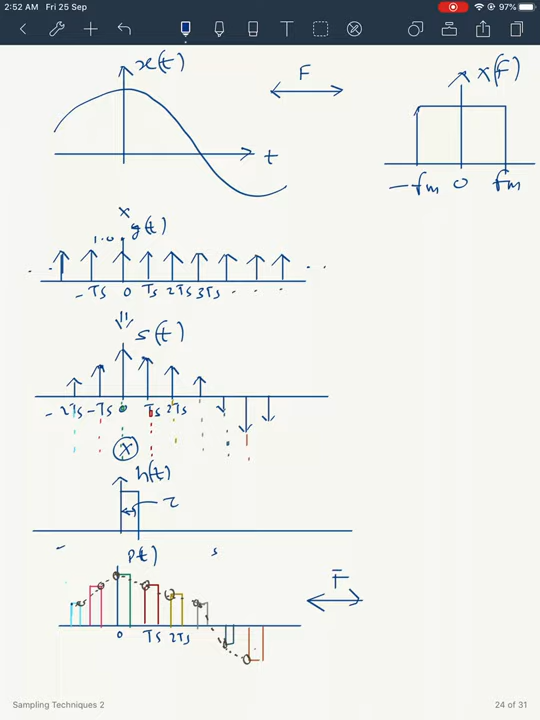 2:52 AM Fri 25 Sep
97%
x(t)
F
X(F)
t
-fm 0 fm
x
1.0 g(t)
-Ts 0 Ts 2Ts 3Ts
s(t)
-2Ts -Ts 0 Ts 2Ts
x
h(t)
τ
P(t)
F
0 Ts 2Ts
Sampling Techniques 2
24 of 31